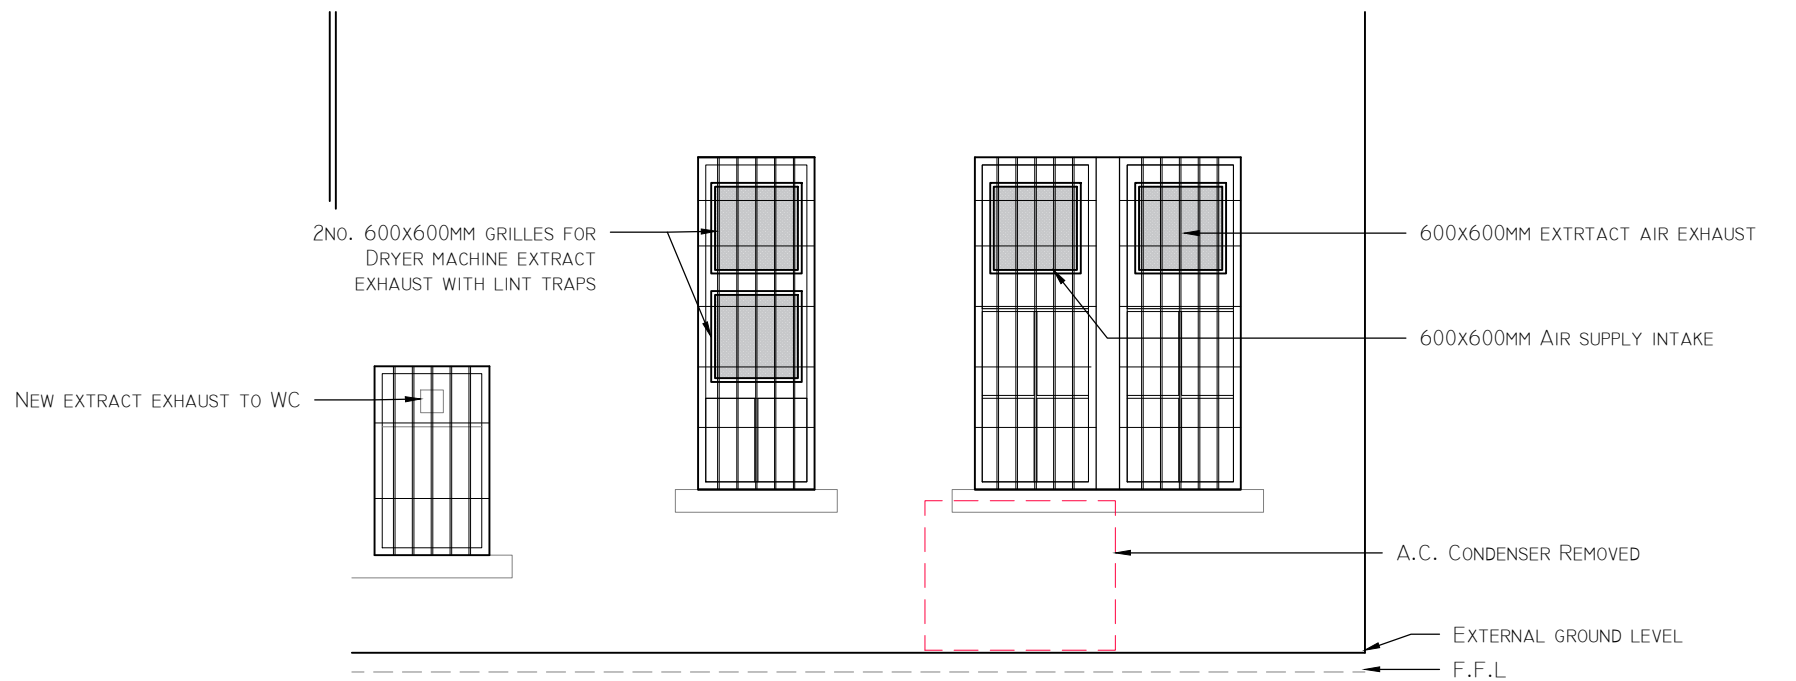 2no. 600x600mm grilles for
Dryer machine extract
exhaust with lint traps
New extract exhaust to WC
600x600mm extrtact air exhaust
600x600mm Air supply intake
A.C. Condenser Removed
External ground level
F.F.L